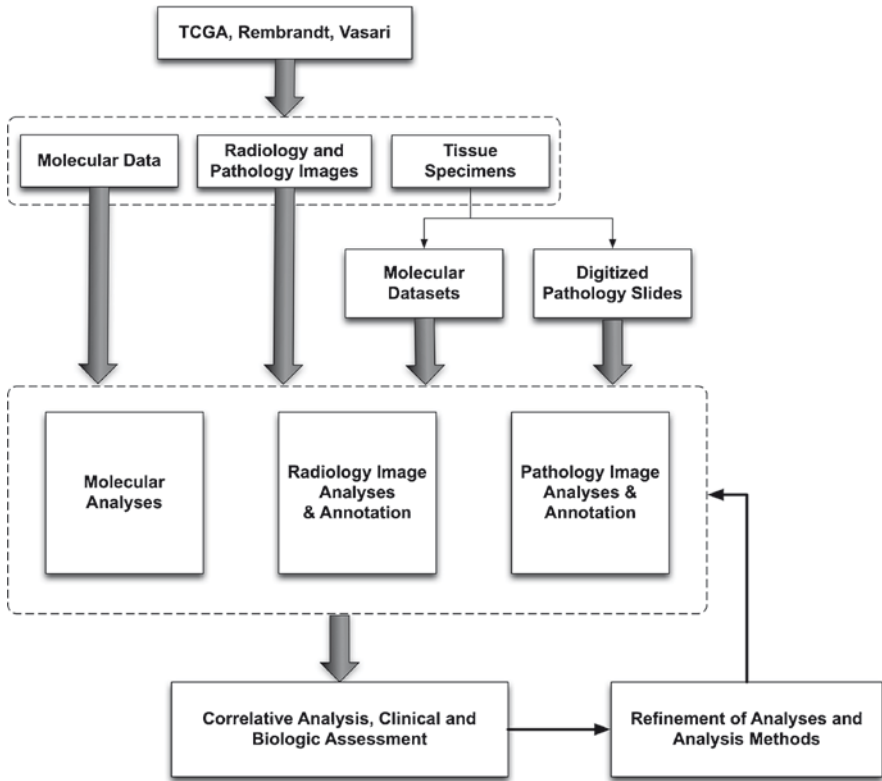 TCGA, Rembrandt, Vasari
Molecular Data
Radiology and
Pathology Images
Tissue
Specimens
Molecular
Datasets
Digitized
Pathology Slides
Molecular
Analyses
Radiology Image
Analyses
& Annotation
Pathology Image
Analyses &
Annotation
Correlative Analysis, Clinical and
Biologic Assessment
Refinement of Analyses and
Analysis Methods